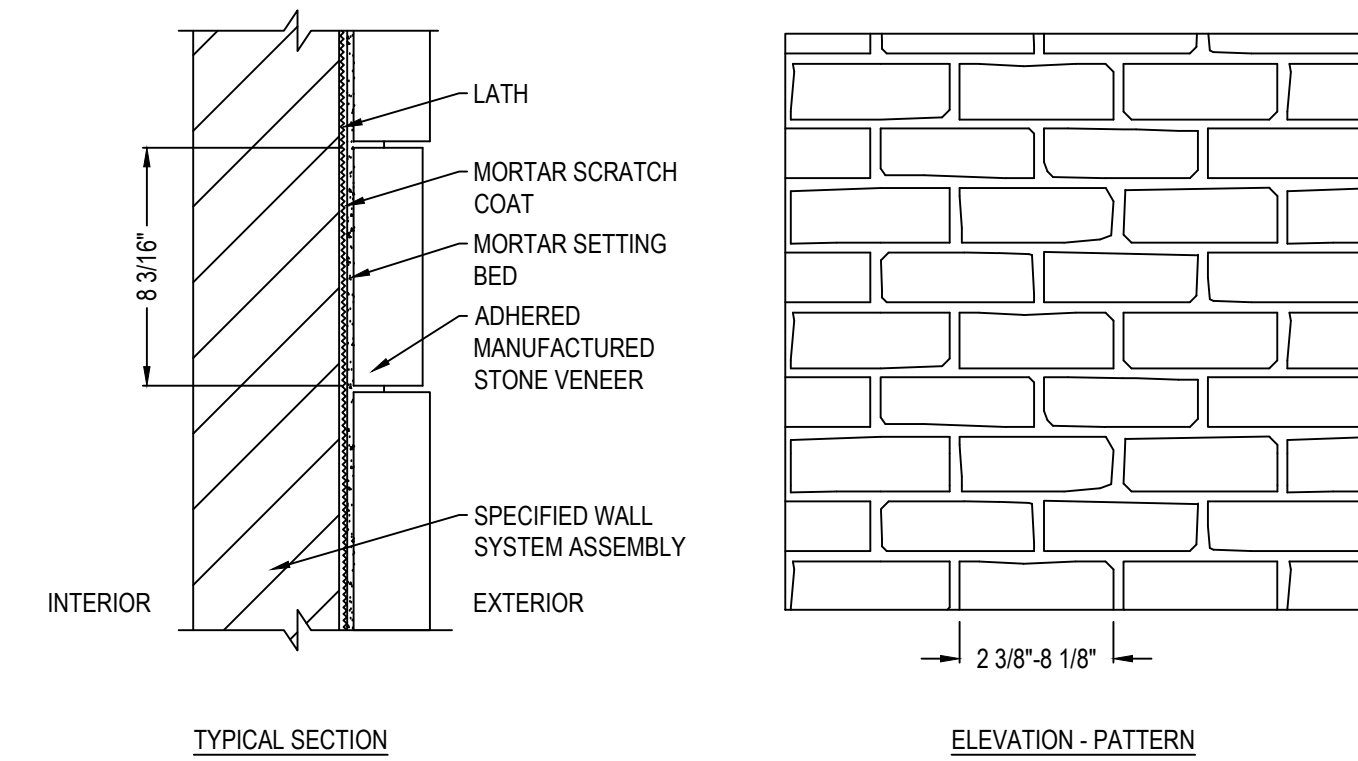 LATH
MORTAR SCRATCH
COAT
MORTAR SETTING
BED
ADHERED
MANUFACTURED
STONE VENEER
SPECIFIED WALL
SYSTEM ASSEMBLY
8 3/16"
INTERIOR
EXTERIOR
TYPICAL SECTION
2 3/8"-8 1/8"
ELEVATION - PATTERN